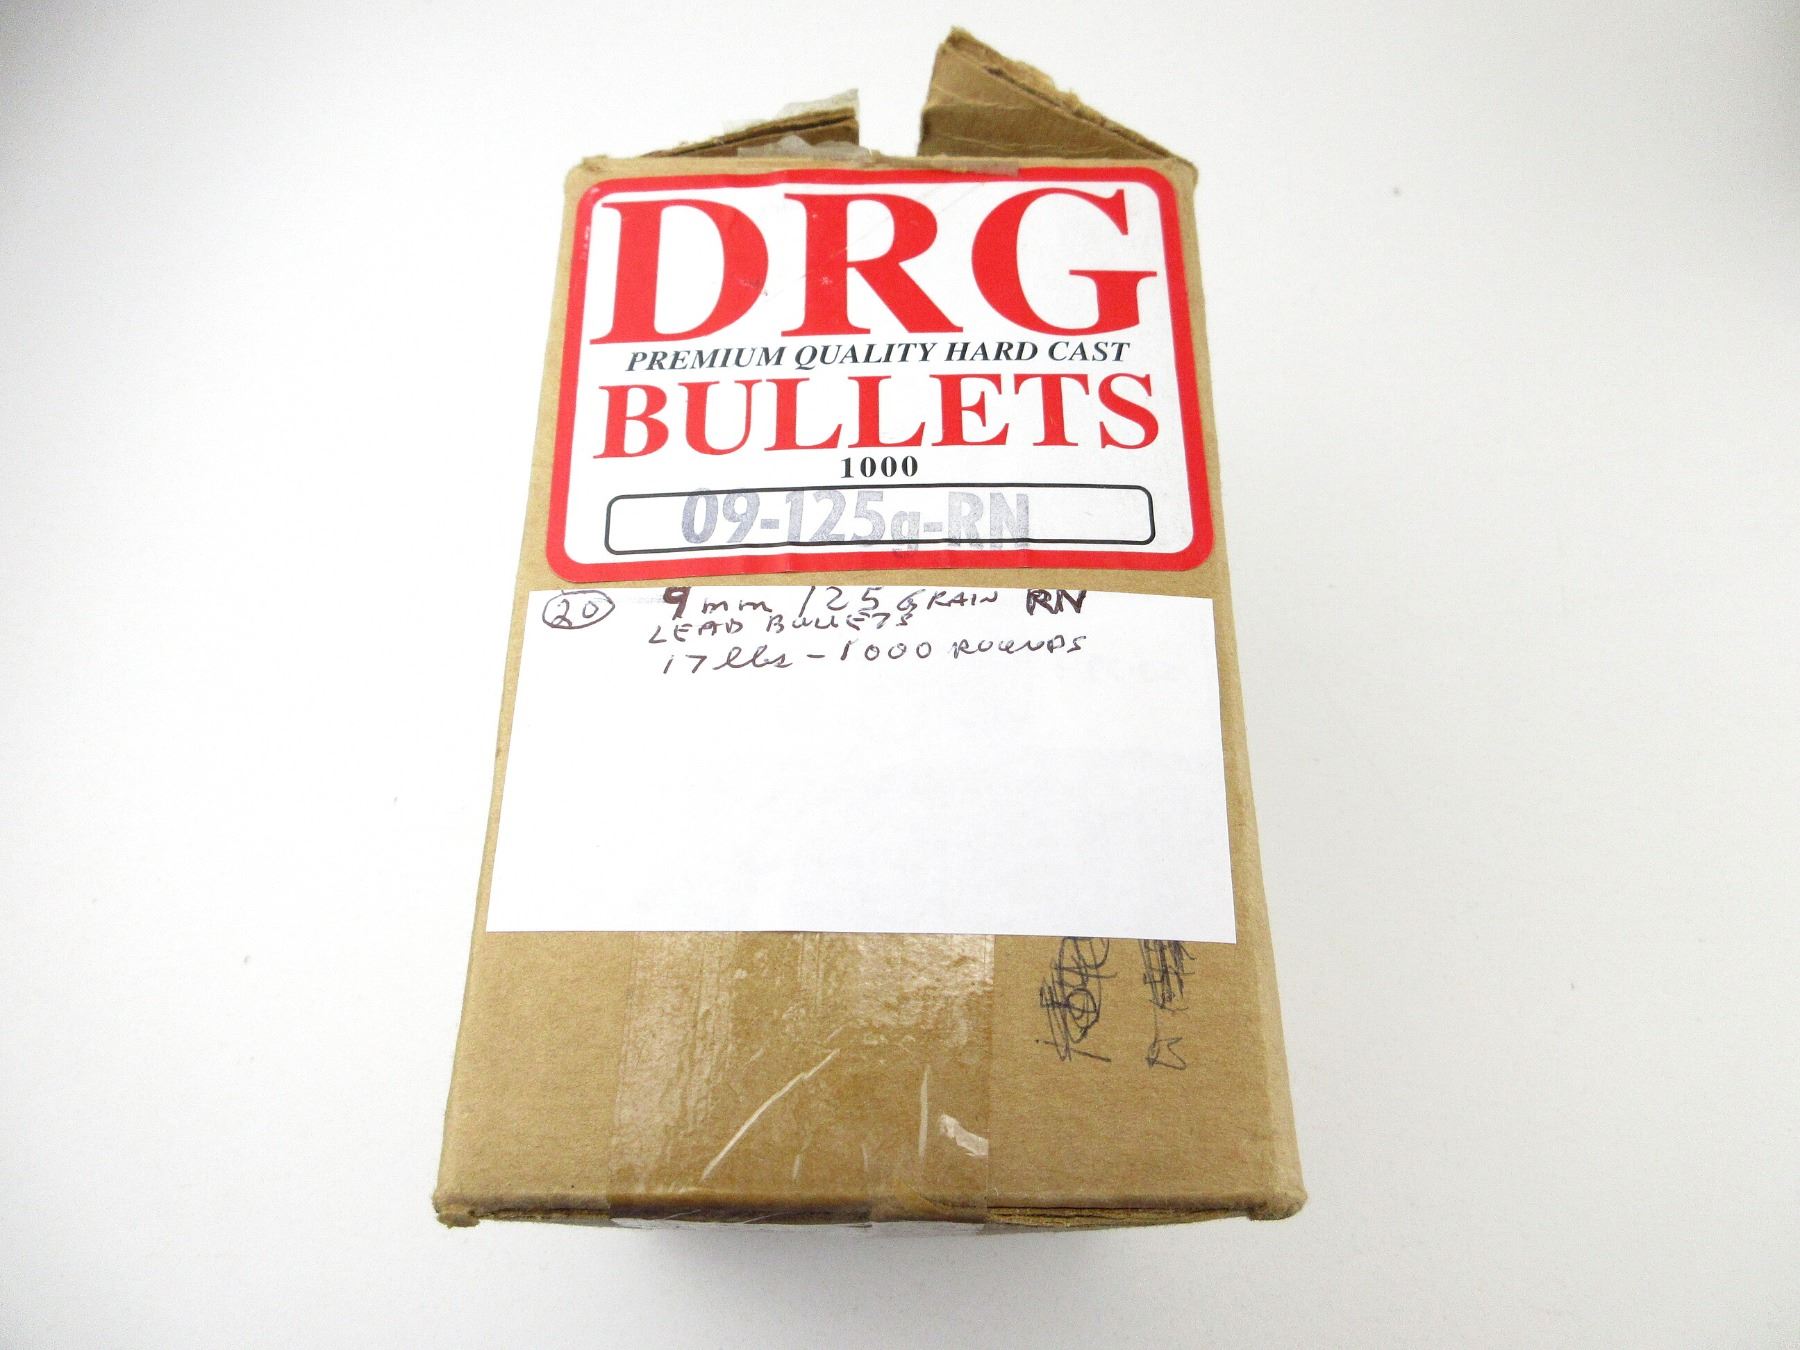 DRG
PREMIUM QUALITY HARD CAST
BULLETS
1000
09-125g-RN
20 9mm 125 GRAIN RN
LEAD BULLETS
17 lbs - 1000 ROUNDS